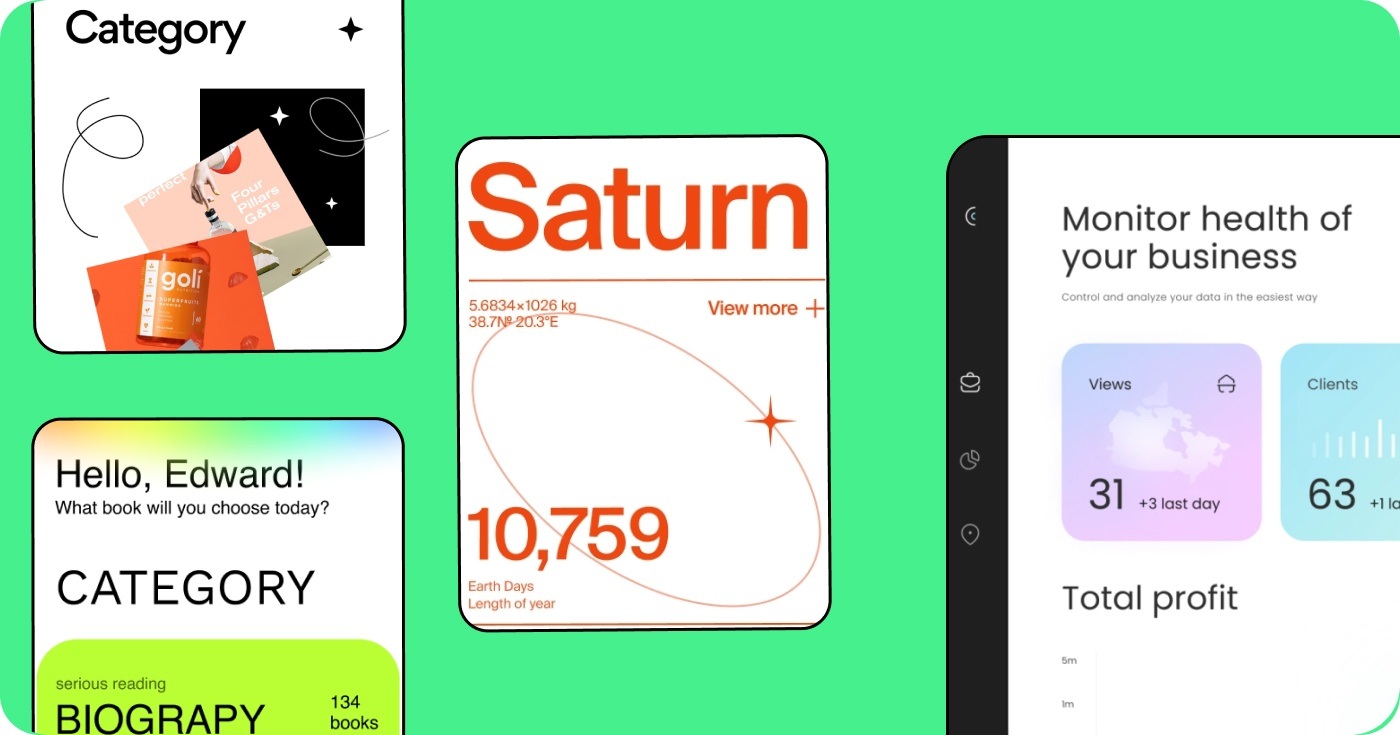 Category
perfect
Four
Pillars
G&Ts
goli
SUPERFRUITS
Hello, Edward!
What book will you choose today?
CATEGORY
serious reading
BIOGRAPY
134
books
Saturn
5.6834×1026 kg
38.7№ 20.3°E
View more +
10,759
Earth Days
Length of year
Monitor health of
your business
Control and analyze your data in the easiest way
Views
31 +3 last day
Clients
63 +1 la
Total profit
5m
1m